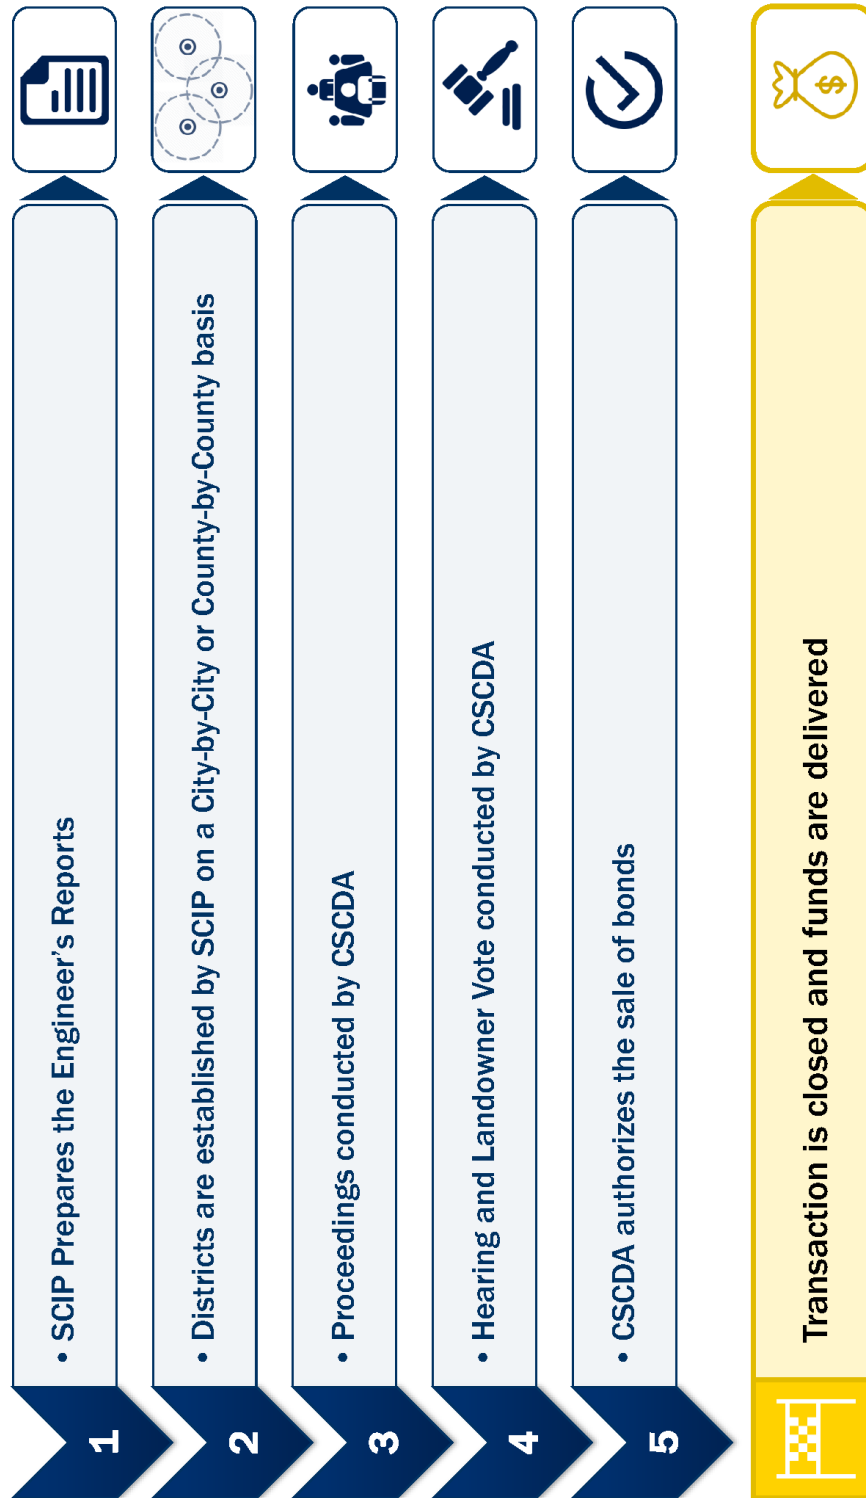 1
• SCIP Prepares the Engineer's Reports
2
• Districts are established by SCIP on a City-by-City or County-by-County basis
3
• Proceedings conducted by CSCDA
4
• Hearing and Landowner Vote conducted by CSCDA
5
• CSCDA authorizes the sale of bonds
Transaction is closed and funds are delivered
$